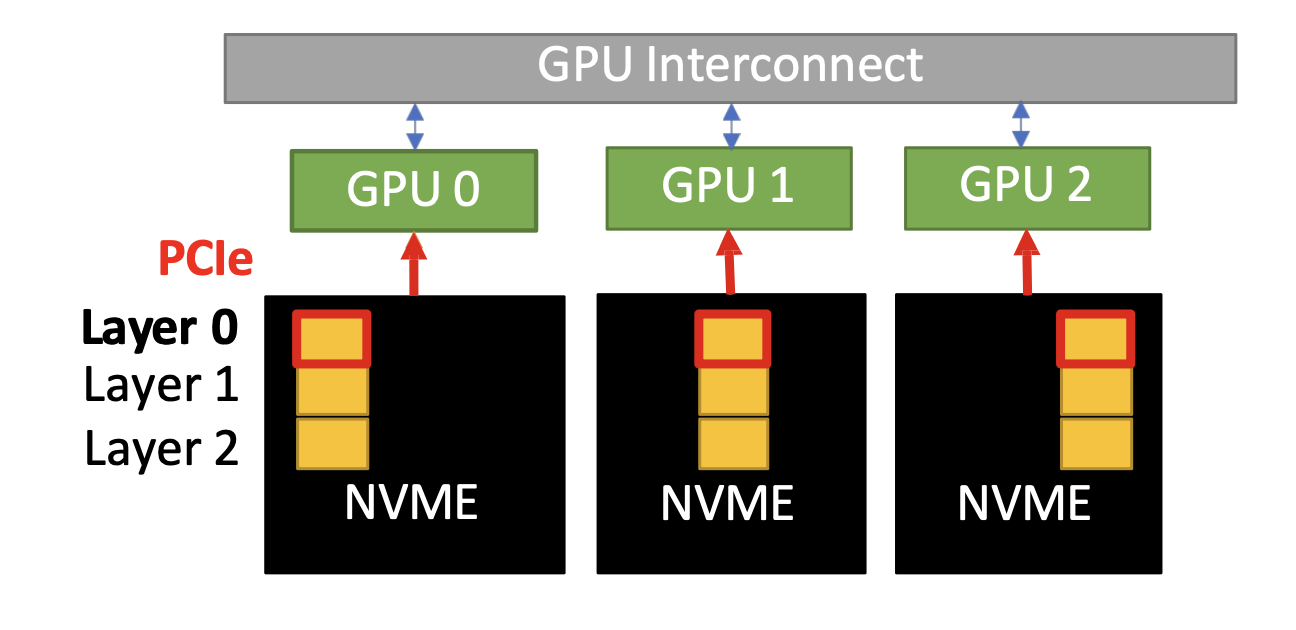 GPU Interconnect
GPU 0
GPU 1
GPU 2
PCIe
Layer 0
Layer 1
Layer 2
NVME
NVME
NVME